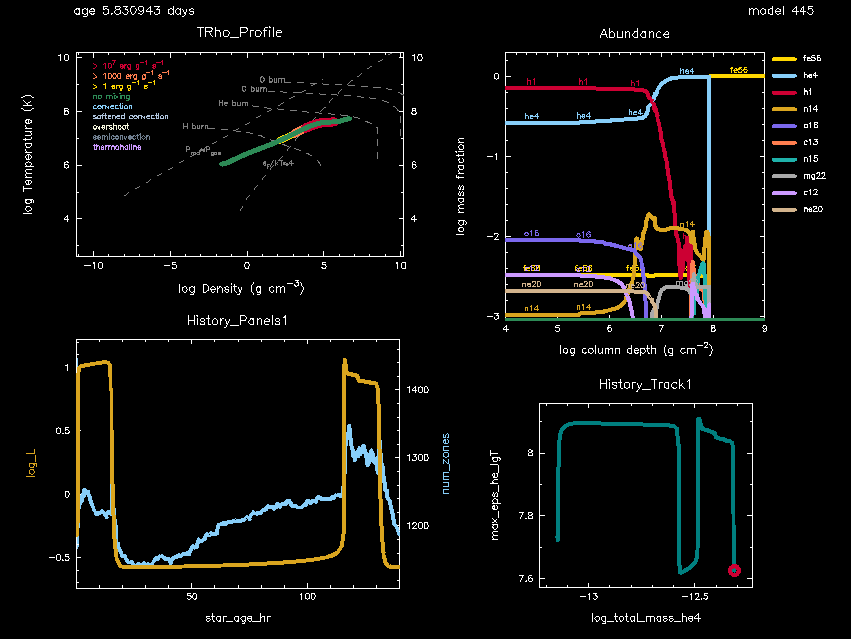 age 5.830943 days
model 445
TRho_Profile
> 10⁷ erg g⁻¹ s⁻¹
> 1000 erg g⁻¹ s⁻¹
> 1 erg g⁻¹ s⁻¹
no mixing
convection
softened convection
overshoot
semiconvection
thermohaline
O burn
C burn
He burn
H burn
10
8
6
4
10
8
6
4
−10
−5
0
5
10
log Temperature (K)
log Density (g cm⁻³)
Abundance
0
−1
−2
−3
4
5
6
7
8
9
log mass fraction
log column depth (g cm⁻²)
h1
h1
h1
he4
he4
he4
he4
fe56
o16
o16
n14
ne20
ne20
ne20
n14
n14
fe56
he4
h1
n14
o16
c13
n15
mg22
c12
ne20
History_Panels1
1
0.5
0
−0.5
1400
1300
1200
50
100
log_L
num_zones
star_age_hr
History_Track1
8
7.8
7.6
−13
−12.5
max_eps_he_lgT
log_total_mass_he4